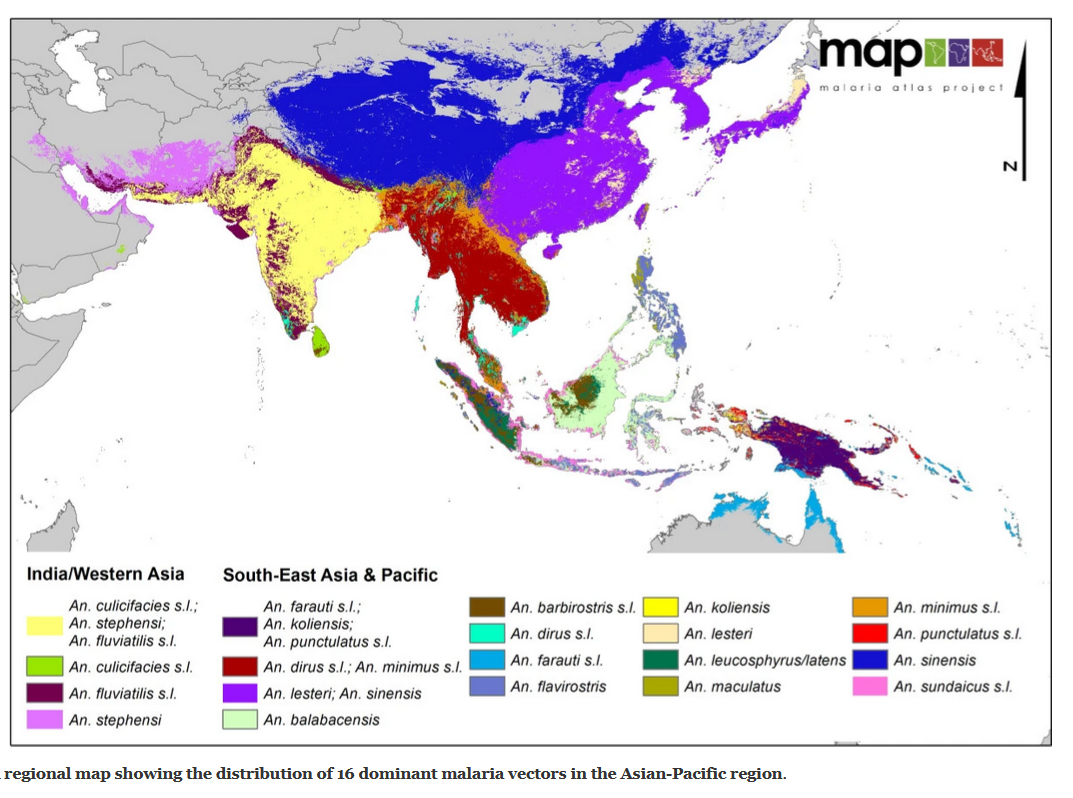 map
malaria atlas project
N
India/Western Asia
An. culicifacies s.l.;
An. stephensi;
An. fluviatilis s.l.
An. culicifacies s.l.
An. fluviatilis s.l.
An. stephensi
South-East Asia & Pacific
An. farauti s.l.;
An. koliensis;
An. punctulatus s.l.
An. dirus s.l.; An. minimus s.l.
An. lesteri; An. sinensis
An. balabacensis
An. barbirostris s.l.
An. dirus s.l.
An. farauti s.l.
An. flavirostris
An. koliensis
An. lesteri
An. leucosphyrus/latens
An. maculatus
An. minimus s.l.
An. punctulatus s.l.
An. sinensis
An. sundaicus s.l.
regional map showing the distribution of 16 dominant malaria vectors in the Asian-Pacific region.